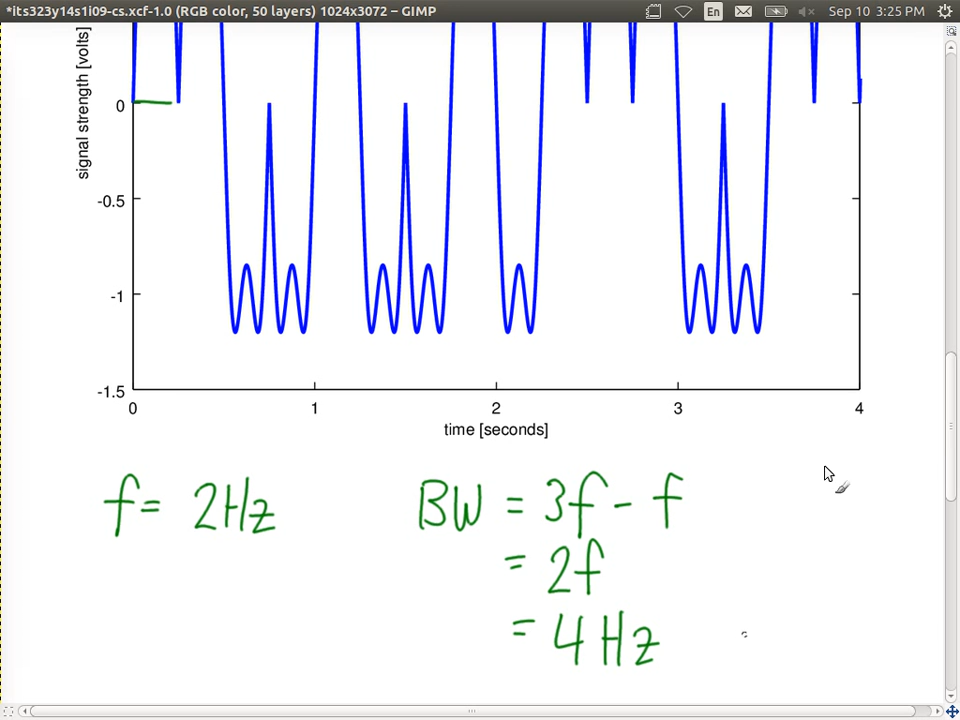 *its323y14s1i09-cs.xcf-1.0 (RGB color, 50 layers) 1024x3072 – GIMP
En
Sep 10 3:25 PM
signal strength [volts]
0
-0.5
-1
-1.5
0 1 2 3 4
time [seconds]
f = 2Hz
BW = 3f - f
= 2f
= 4 Hz